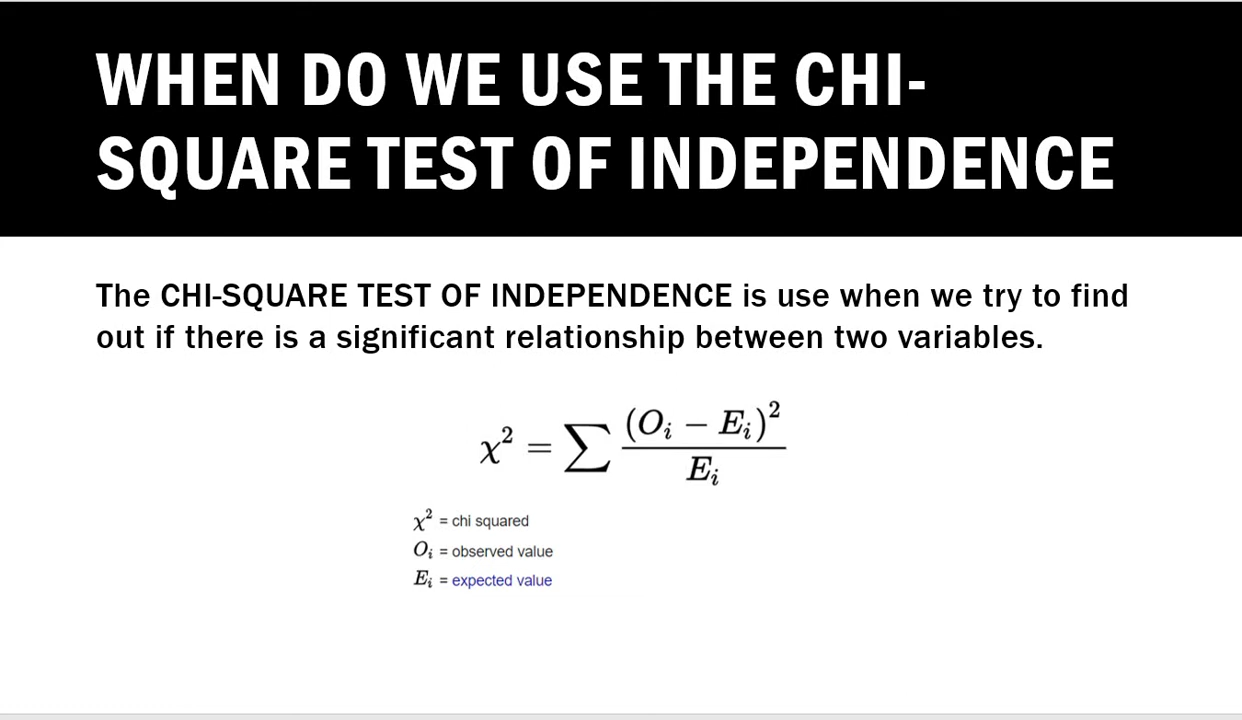 WHEN DO WE USE THE CHI-
SQUARE TEST OF INDEPENDENCE
The CHI-SQUARE TEST OF INDEPENDENCE is use when we try to find
out if there is a significant relationship between two variables.
χ² = ∑ (Oᵢ − Eᵢ)² / Eᵢ
χ² = chi squared
Oᵢ = observed value
Eᵢ = expected value